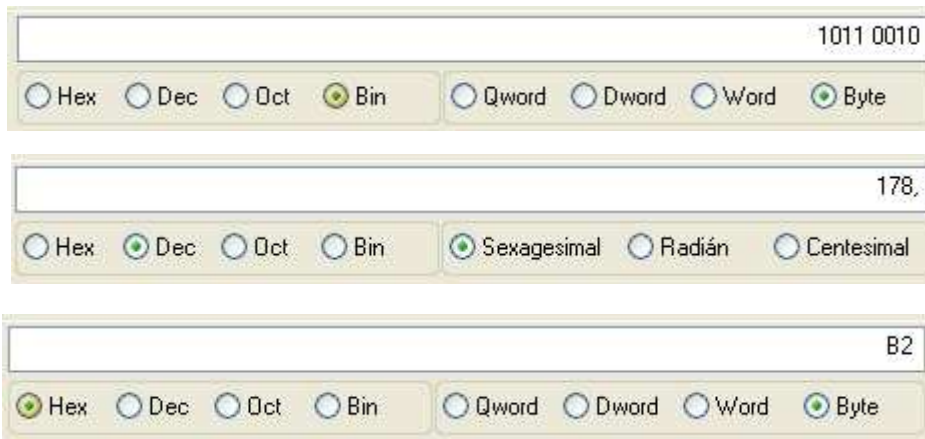 1011 0010
Hex Dec Oct Bin Qword Dword Word Byte
178,
Hex Dec Oct Bin Sexagesimal Radián Centesimal
B2
Hex Dec Oct Bin Qword Dword Word Byte